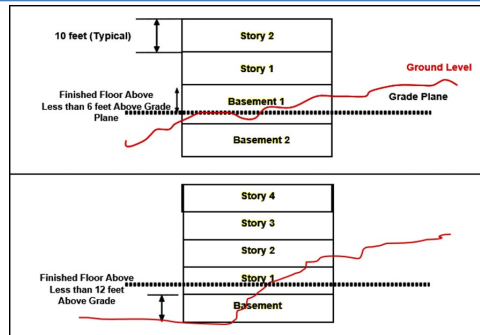 10 feet (Typical)
Story 2
Story 1
Ground Level
Finished Floor Above
Less than 6 feet Above Grade
Plane
Basement 1
Grade Plane
Basement 2
Story 4
Story 3
Story 2
Finished Floor Above
Less than 12 feet
Above Grade
Story 1
Basement